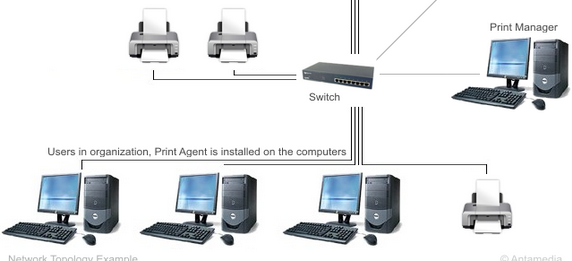 Print Manager
Switch
Users in organization, Print Agent is installed on the computers
Network Topology Example
© Antamedia